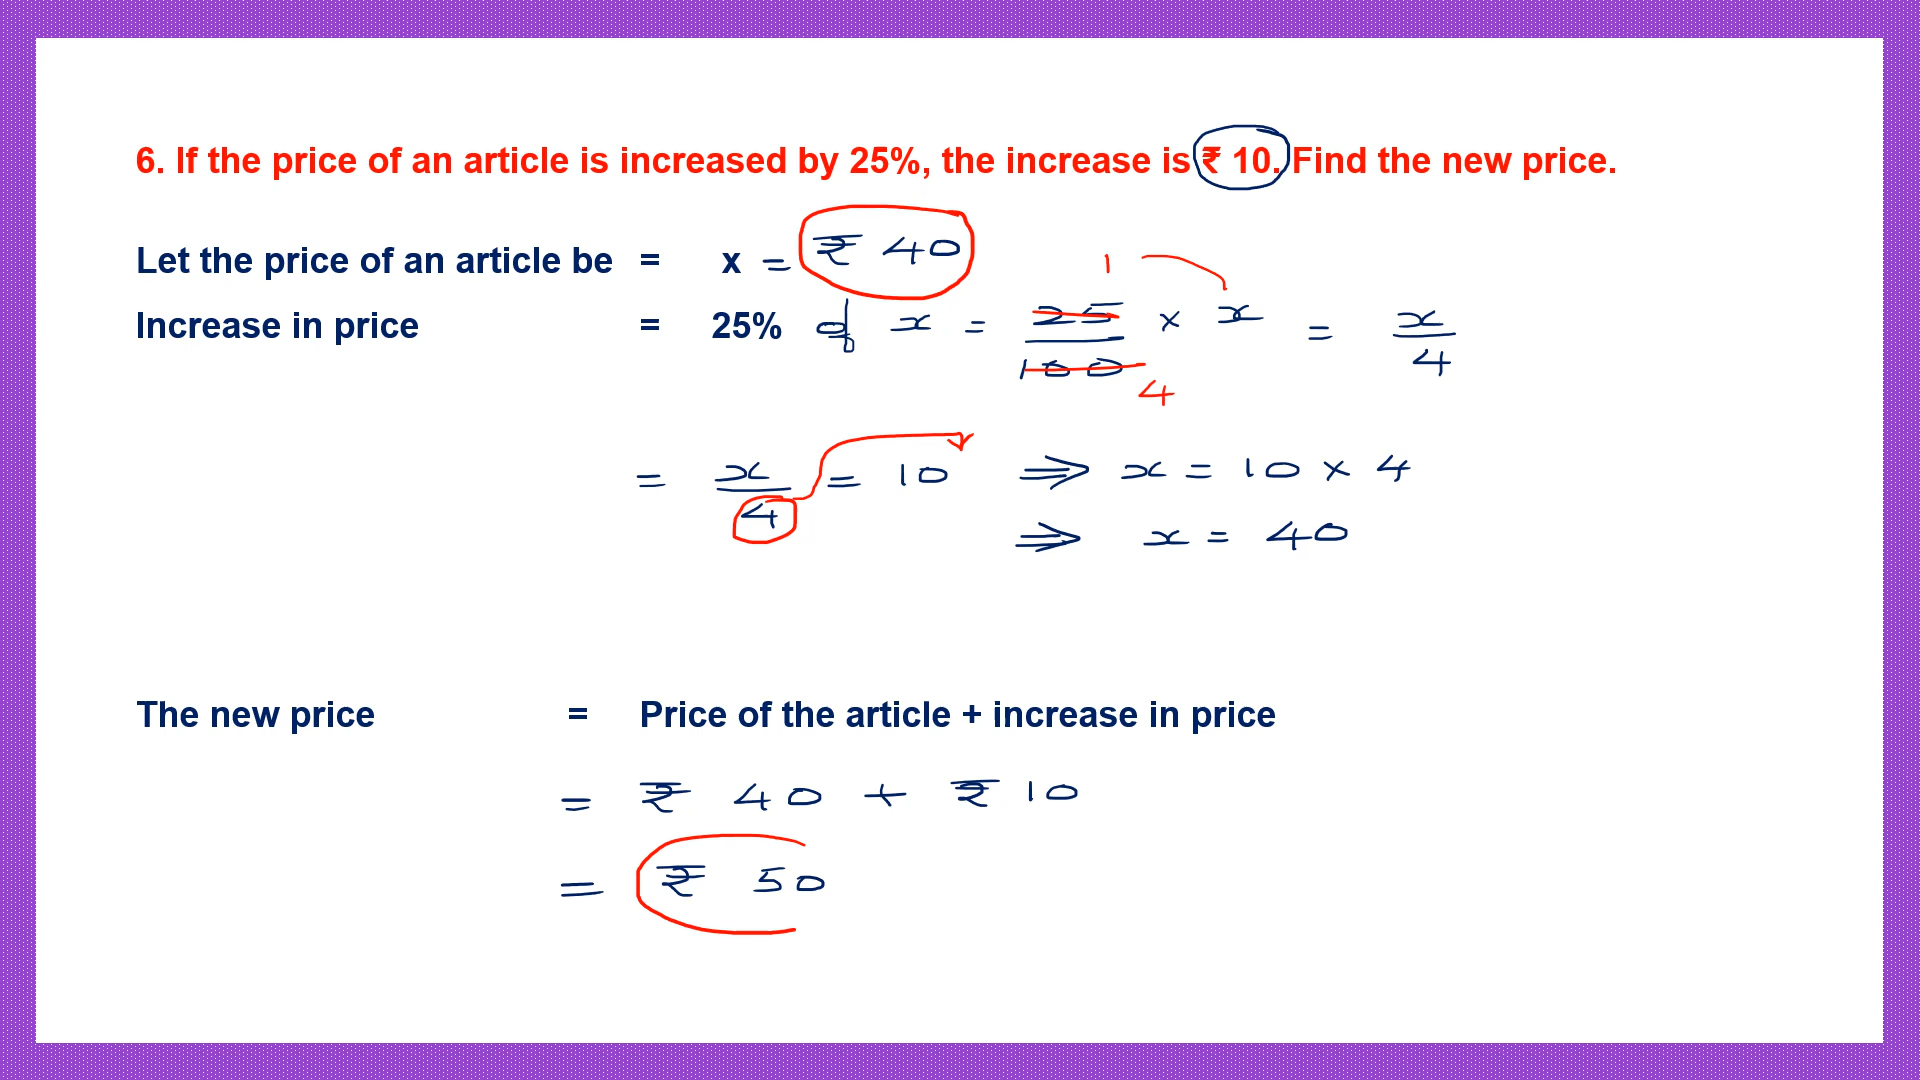 6. If the price of an article is increased by 25%, the increase is ₹ 10. Find the new price.
Let the price of an article be = x = ₹ 40
Increase in price = 25% of x = 25/100 × x = x/4
1
4
= x/4 = 10 ⇒ x = 10 × 4
⇒ x = 40
The new price = Price of the article + increase in price
= ₹ 40 + ₹ 10
= ₹ 50